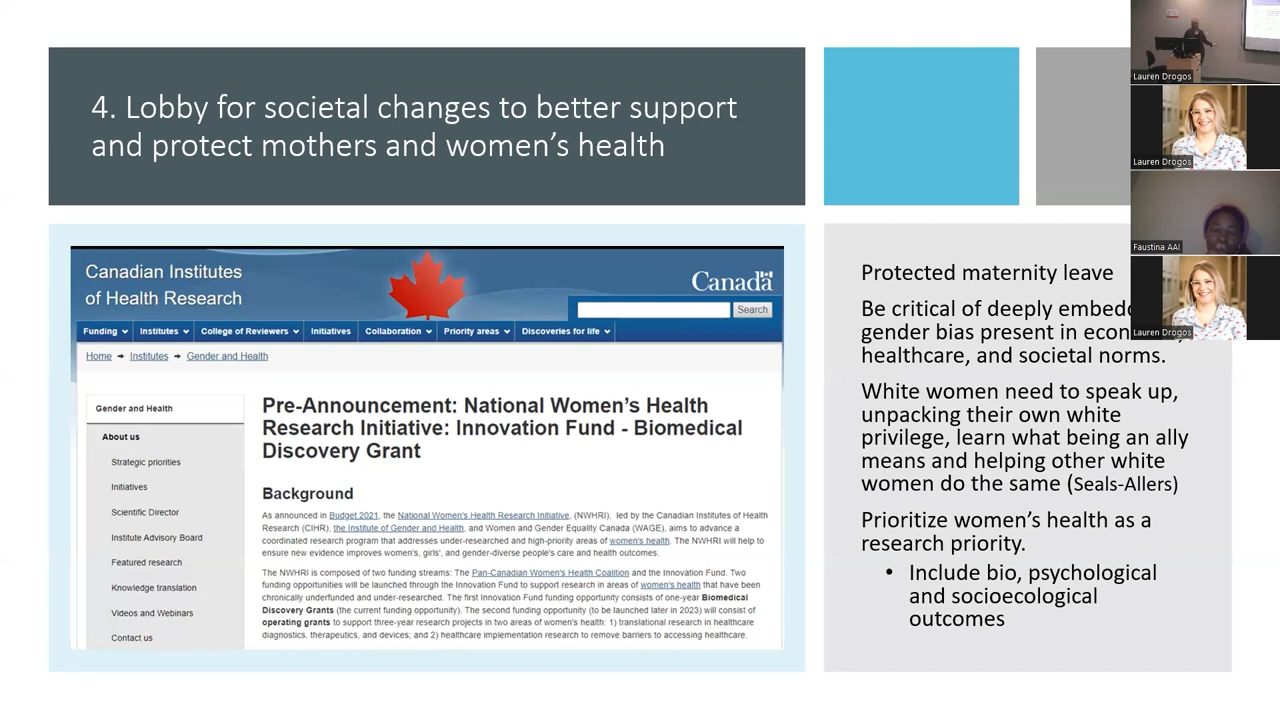 4. Lobby for societal changes to better support
and protect mothers and women's health
Canadian Institutes
of Health Research
Canada
Search
Funding
Institutes
College of Reviewers
Initiatives
Collaboration
Priority areas
Discoveries for life
Home ➔ Institutes ➔ Gender and Health
Gender and Health
About us
Strategic priorities
Initiatives
Scientific Director
Institute Advisory Board
Featured research
Knowledge translation
Videos and Webinars
Contact us
Pre-Announcement: National Women's Health
Research Initiative: Innovation Fund - Biomedical
Discovery Grant
Background
As announced in Budget 2021, the National Women's Health Research Initiative, (NWHRI), led by the Canadian Institutes of Health
Research (CIHR), the Institute of Gender and Health, and Women and Gender Equality Canada (WAGE), aims to advance a
coordinated research program that addresses under-researched and high-priority areas of women's health. The NWHRI will help to
ensure new evidence improves women's, girls', and gender-diverse people's care and health outcomes.
The NWHRI is composed of two funding streams: The Pan-Canadian Women's Health Coalition and the Innovation Fund. Two
funding opportunities will be launched through the Innovation Fund to support research in areas of women's health that have been
chronically underfunded and under-researched. The first Innovation Fund funding opportunity consists of one-year Biomedical
Discovery Grants (the current funding opportunity). The second funding opportunity (to be launched later in 2023) will consist of
operating grants to support three-year research projects in two areas of women's health: 1) translational research in healthcare
diagnostics, therapeutics, and devices; and 2) healthcare implementation research to remove barriers to accessing healthcare.
Protected maternity leave
Be critical of deeply
gender bias present in
healthcare, and societal norms.
White women need to speak up,
unpacking their own white
privilege, learn what being an ally
means and helping other white
women do the same (Seals-Allers)
Prioritize women's health as a
research priority.
• Include bio, psychological
and socioecological
outcomes
Lauren Drogos
Lauren Drogos
Faustina AAI
Lauren Drogos